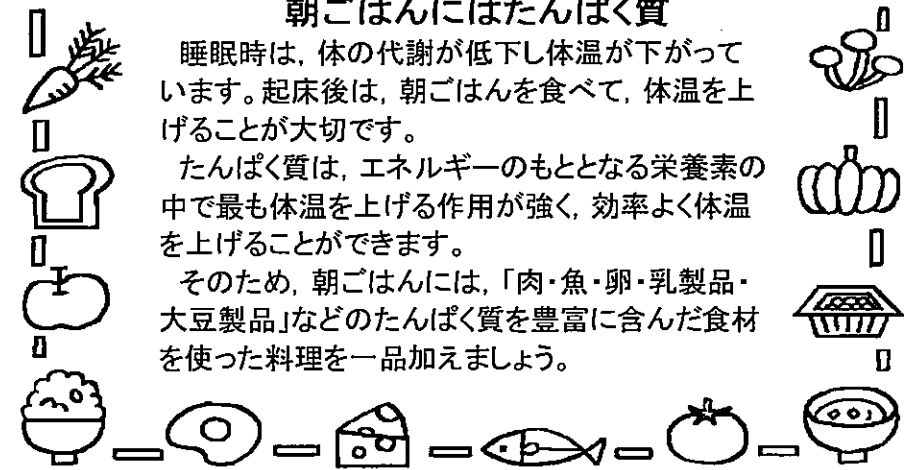 朝ごはんにはたんぱく質
睡眠時は，体の代謝が低下し体温が下がって
います。起床後は，朝ごはんを食べて，体温を上
げることが大切です。
たんぱく質は，エネルギーのもととなる栄養素の
中で最も体温を上げる作用が強く，効率よく体温
を上げることができます。
そのため，朝ごはんには，「肉・魚・卵・乳製品・
大豆製品」などのたんぱく質を豊富に含んだ食材
を使った料理を一品加えましょう。